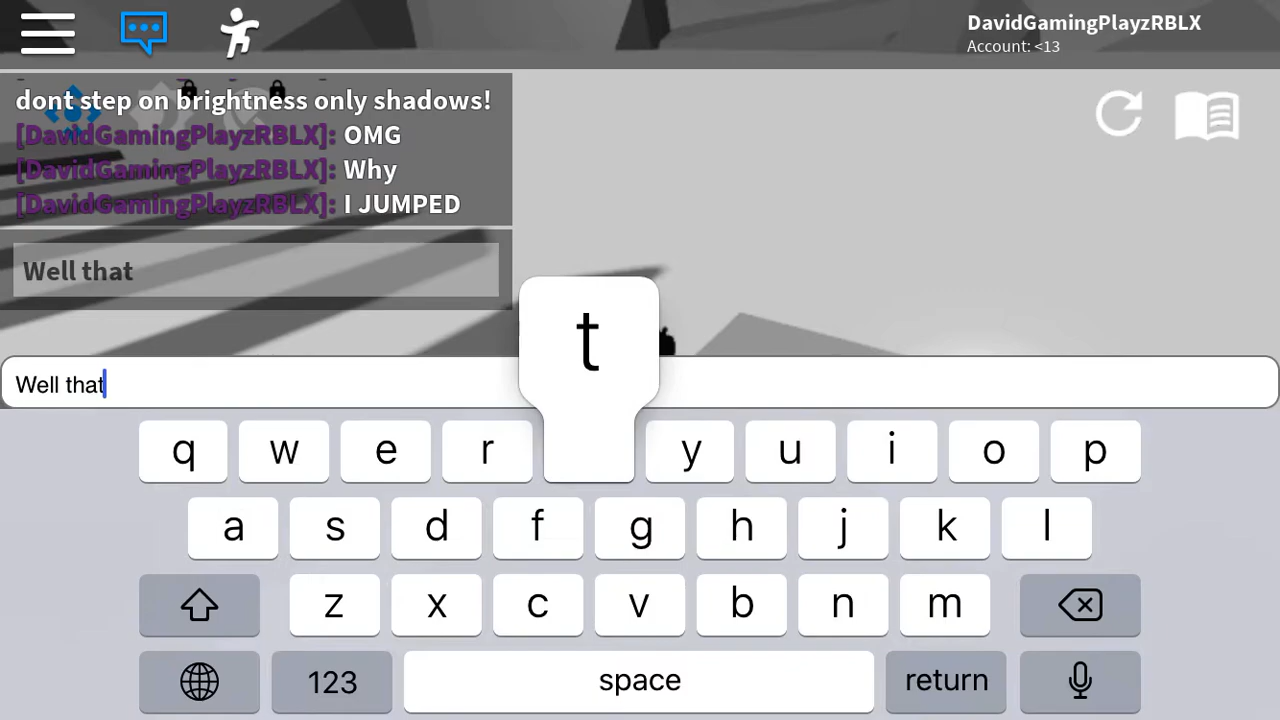 DavidGamingPlayzRBLX
Account: <13
dont step on brightness only shadows!
[DavidGamingPlayzRBLX]: OMG
[DavidGamingPlayzRBLX]: Why
[DavidGamingPlayzRBLX]: I JUMPED
Well that
t
Well that
q w e r y u i o p
a s d f g h j k l
z x c v b n m
123 space return